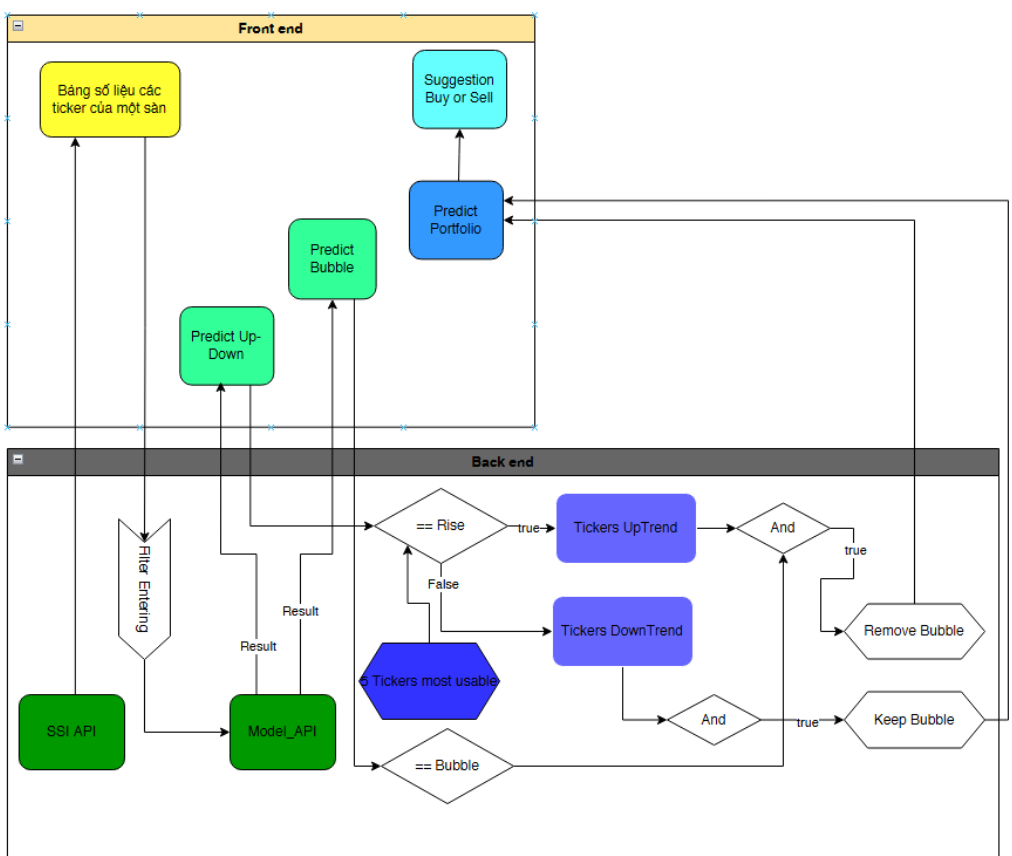 Front end
Bảng số liệu các
ticker của một sàn
Suggestion
Buy or Sell
Predict
Portfolio
Predict
Bubble
Predict Up-
Down
Back end
== Rise
true
Tickers UpTrend
And
true
Filter Entering
False
Result
Result
Tickers DownTrend
Remove Bubble
5 Tickers most usable
SSI API
Model_API
And
true
Keep Bubble
== Bubble